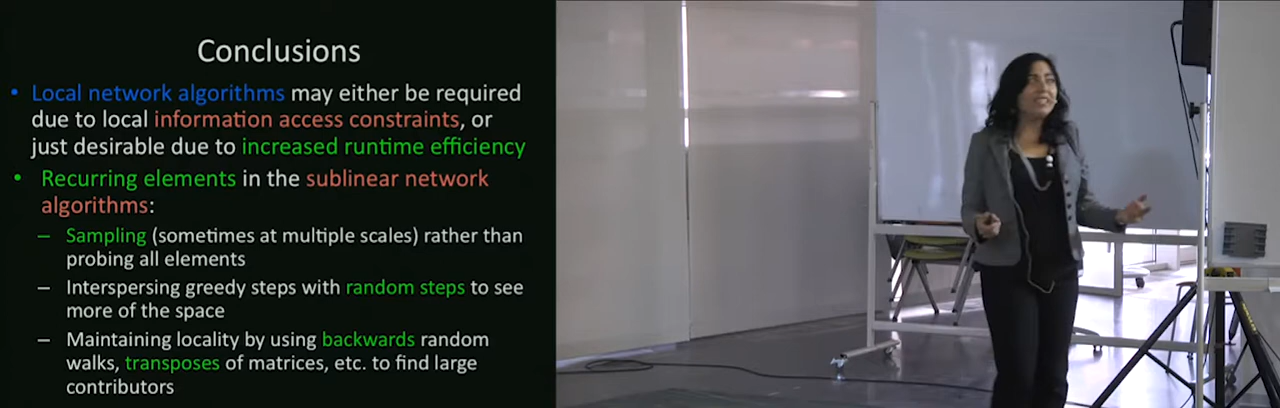 Conclusions
• Local network algorithms may either be required
due to local information access constraints, or
just desirable due to increased runtime efficiency
• Recurring elements in the sublinear network
algorithms:
– Sampling (sometimes at multiple scales) rather than
probing all elements
– Interspersing greedy steps with random steps to see
more of the space
– Maintaining locality by using backwards random
walks, transposes of matrices, etc. to find large
contributors